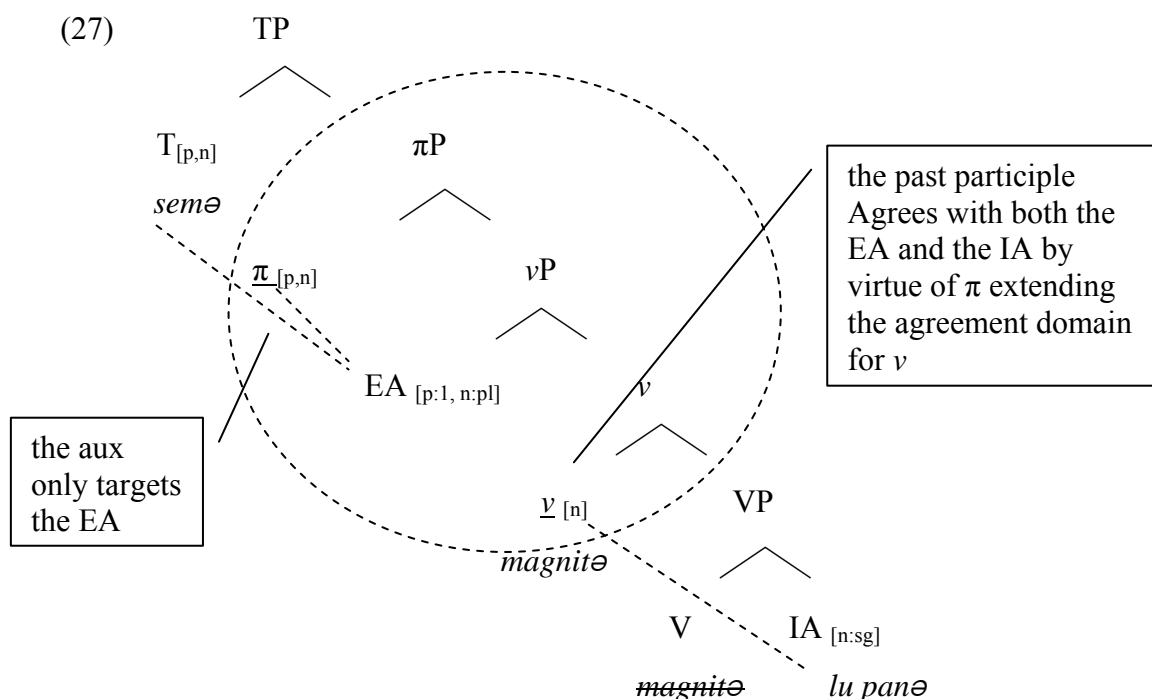 (27) TP
T [p,n] πP
semə
π [p,n] vP
EA [p:1, n:pl] v
v [n] VP
magnitə
V IA [n:sg]
magnitə lu panə
the past participle
Agrees with both the
EA and the IA by
virtue of π extending
the agreement domain
for v
the aux
only targets
the EA